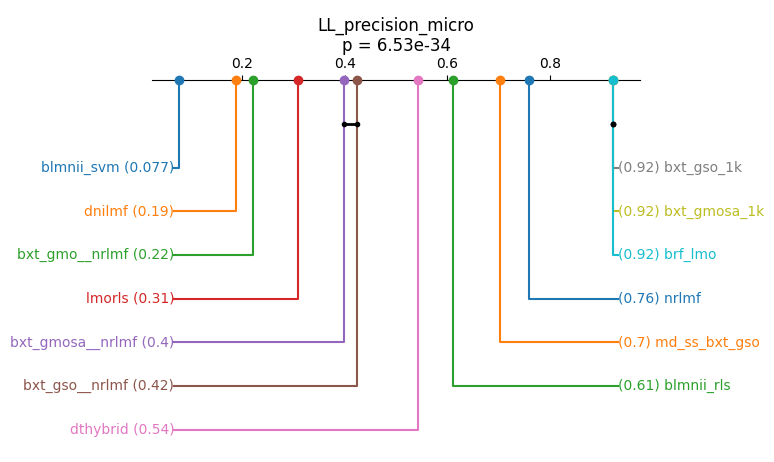 LL_precision_micro
p = 6.53e-34
0.2 0.4 0.6 0.8
blmnii_svm (0.077)
(0.92) bxt_gso_1k
dnilmf (0.19)
(0.92) bxt_gmosa_1k
bxt_gmo__nrlmf (0.22)
(0.92) brf_lmo
lmorls (0.31)
(0.76) nrlmf
bxt_gmosa__nrlmf (0.4)
(0.7) md_ss_bxt_gso
bxt_gso__nrlmf (0.42)
(0.61) blmnii_rls
dthybrid (0.54)